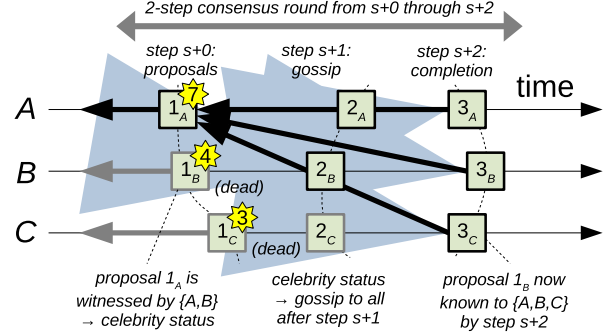 2-step consensus round from s+0 through s+2
step s+0:
proposals
step s+1:
gossip
step s+2:
completion
time
A
1A
7
2A
3A
B
1B
4
(dead)
2B
3B
C
1C
3
(dead)
2C
3C
proposal 1A is
witnessed by {A,B}
→ celebrity status
celebrity status
→ gossip to all
after step s+1
proposal 1B now
known to {A,B,C}
by step s+2